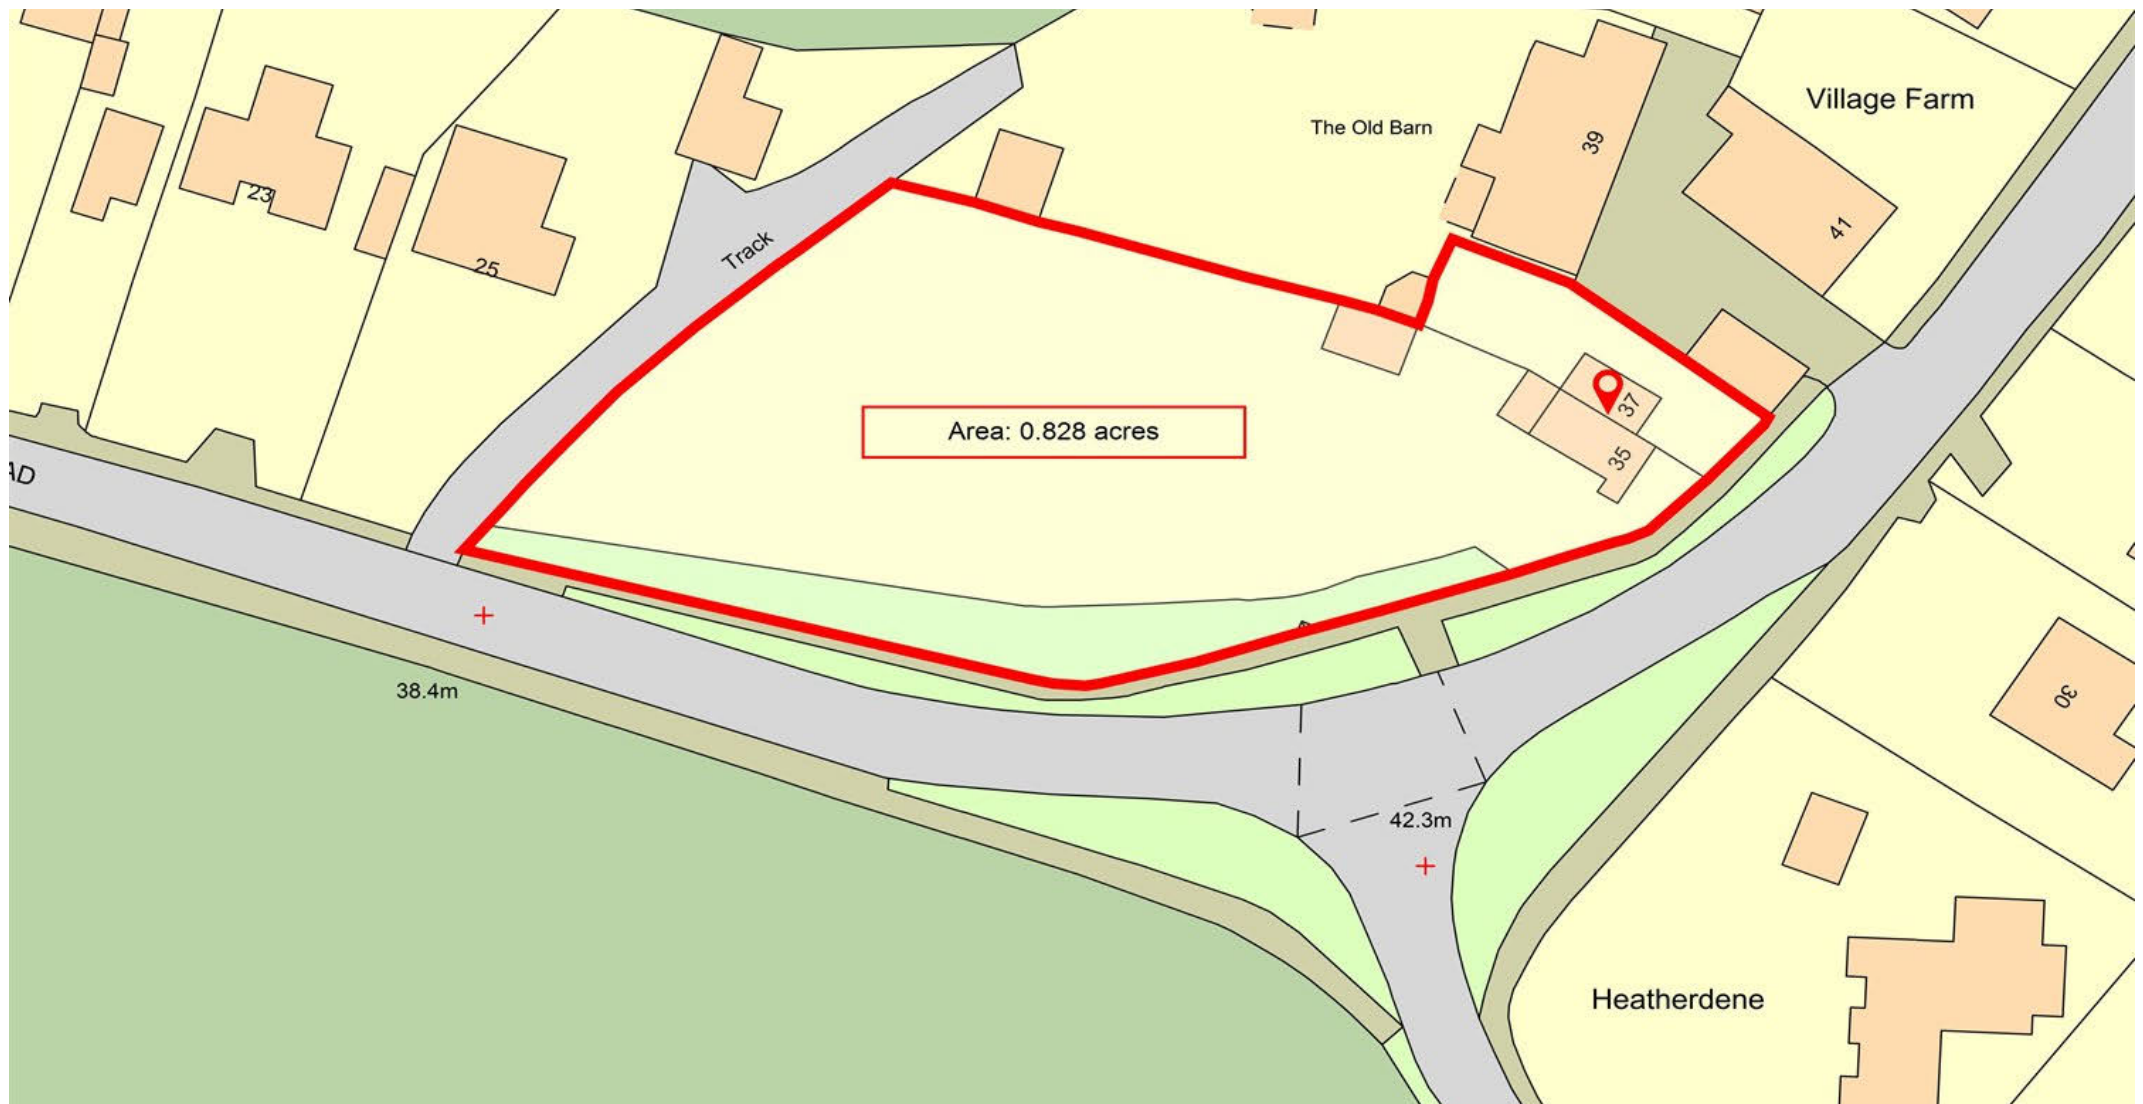 Village Farm
The Old Barn
39
41
23
25
Track
37
35
Area: 0.828 acres
AD
38.4m
42.3m
30
Heatherdene